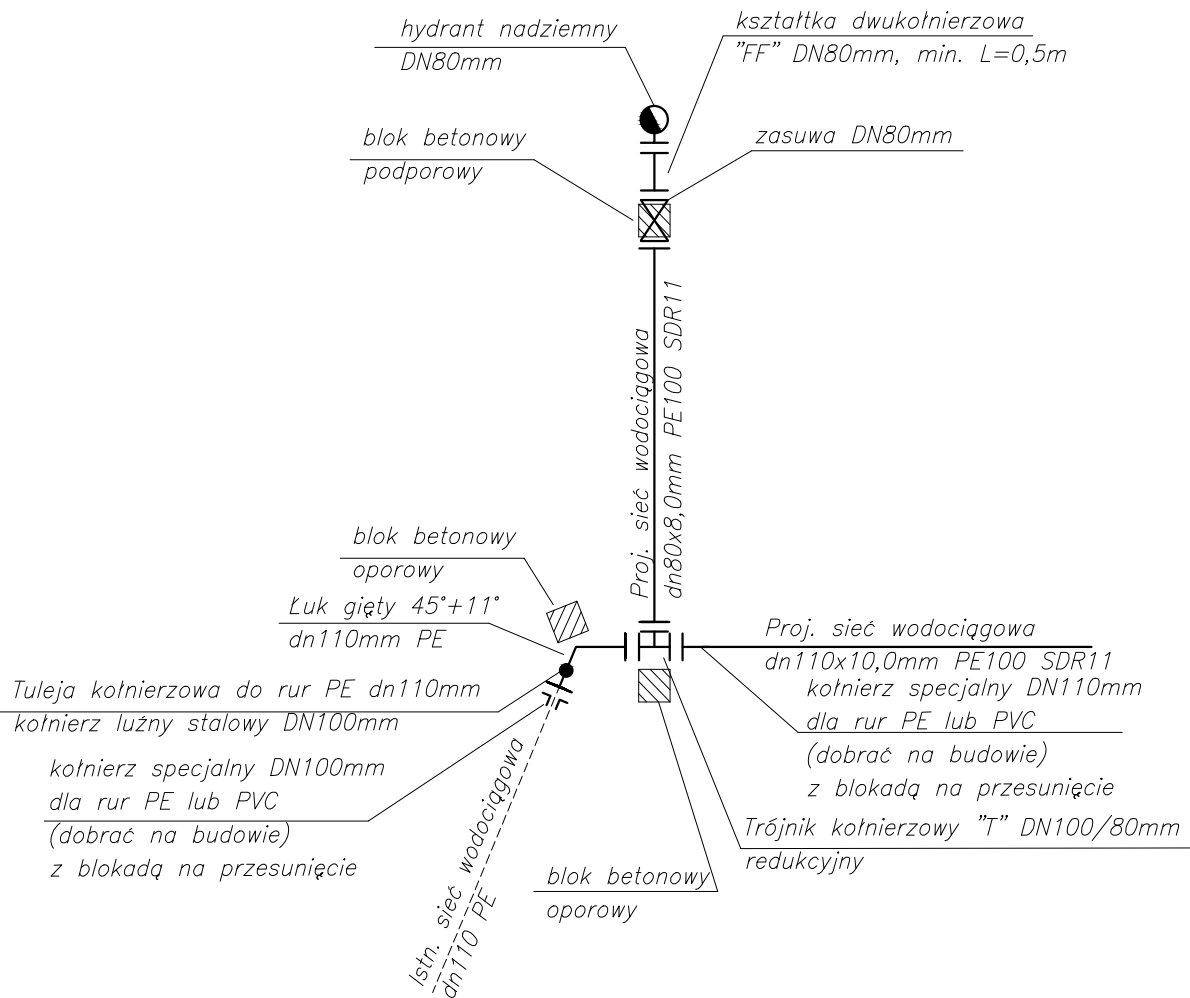 hydrant nadziemny
DN80mm
kształtka dwukołnierzowa
"FF" DN80mm, min. L=0,5m
blok betonowy
podporowy
zasuwa DN80mm
Proj. sieć wodociągowa
dn80x8,0mm PE100 SDR11
blok betonowy
oporowy
Łuk gięty 45°+11°
dn110mm PE
Proj. sieć wodociągowa
dn110x10,0mm PE100 SDR11
Tuleja kołnierzowa do rur PE dn110mm
kołnierz luźny stalowy DN100mm
kołnierz specjalny DN110mm
dla rur PE lub PVC
(dobrać na budowie)
z blokadą na przesunięcie
kołnierz specjalny DN100mm
dla rur PE lub PVC
(dobrać na budowie)
z blokadą na przesunięcie
Trójnik kołnierzowy "T" DN100/80mm
redukcyjny
blok betonowy
oporowy
Istn. sieć wodociągowa
dn110 PE